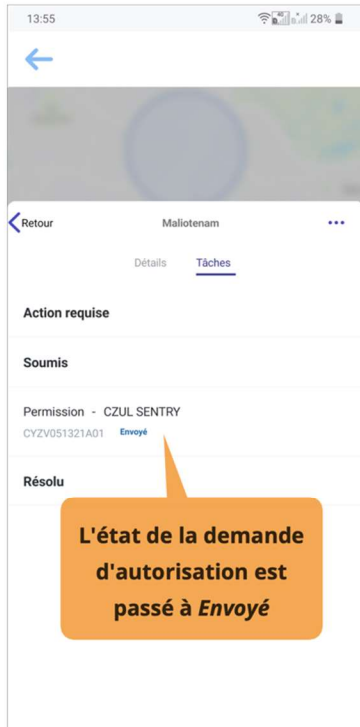 13:55
28%
Retour
Maliotenam
Détails
Tâches
Action requise
Soumis
Permission - CZUL SENTRY
CYZV051321A01 Envoyé
Résolu
L'état de la demande
d'autorisation est
passé à Envoyé